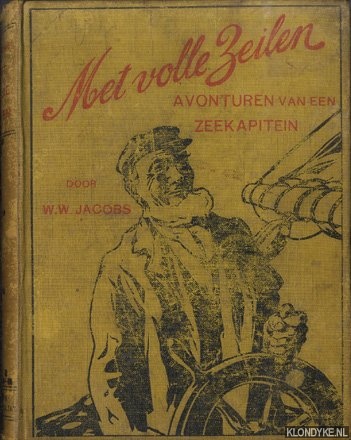 Met volle Zeilen
AVONTUREN VAN EEN
ZEEKAPITEIN
DOOR
W.W. JACOBS
KLONDYKE.NL